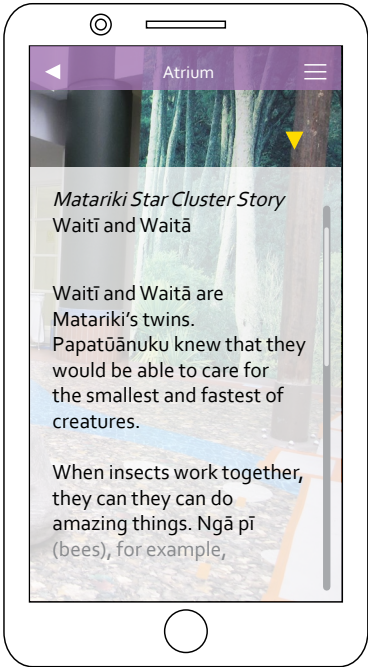 Atrium
Matariki Star Cluster Story
Waitī and Waitā
Waitī and Waitā are
Matariki's twins.
Papatūānuku knew that they
would be able to care for
the smallest and fastest of
creatures.
When insects work together,
they can they can do
amazing things. Ngā pī
(bees), for example,